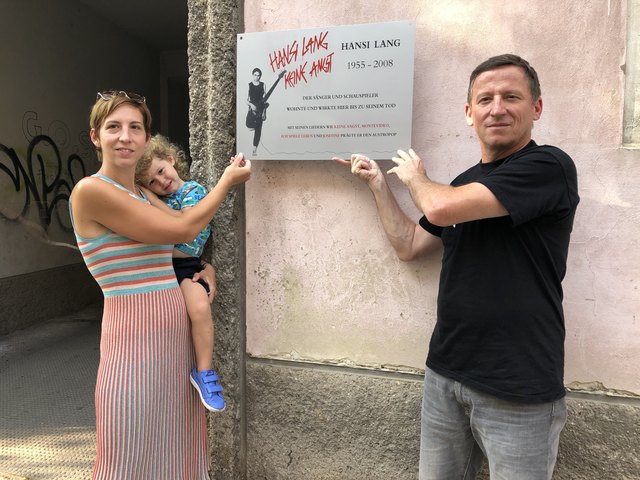 HANSI LANG
KEINE ANGST
HANSI LANG
1955 – 2008
DER SÄNGER UND SCHAUSPIELER
WOHNTE UND WIRKTE HIER BIS ZU SEINEM TOD
MIT SEINEN LIEDERN WIE KEINE ANGST, MONTEVIDEO,
ICH SPIELE LEBEN UND JOSEFINE PRÄGTE ER DEN AUSTROPOP